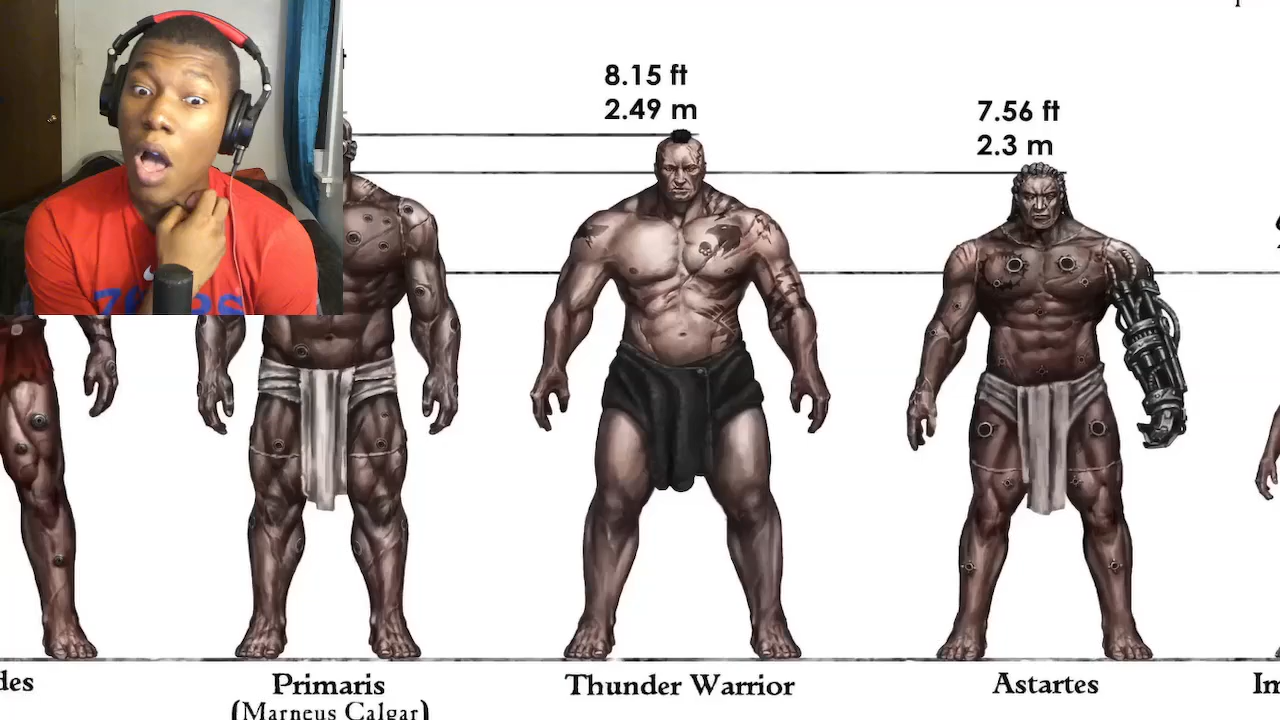 8.15 ft
2.49 m
7.56 ft
2.3 m
des
Primaris
(Marneus Calgar)
Thunder Warrior
Astartes
Im